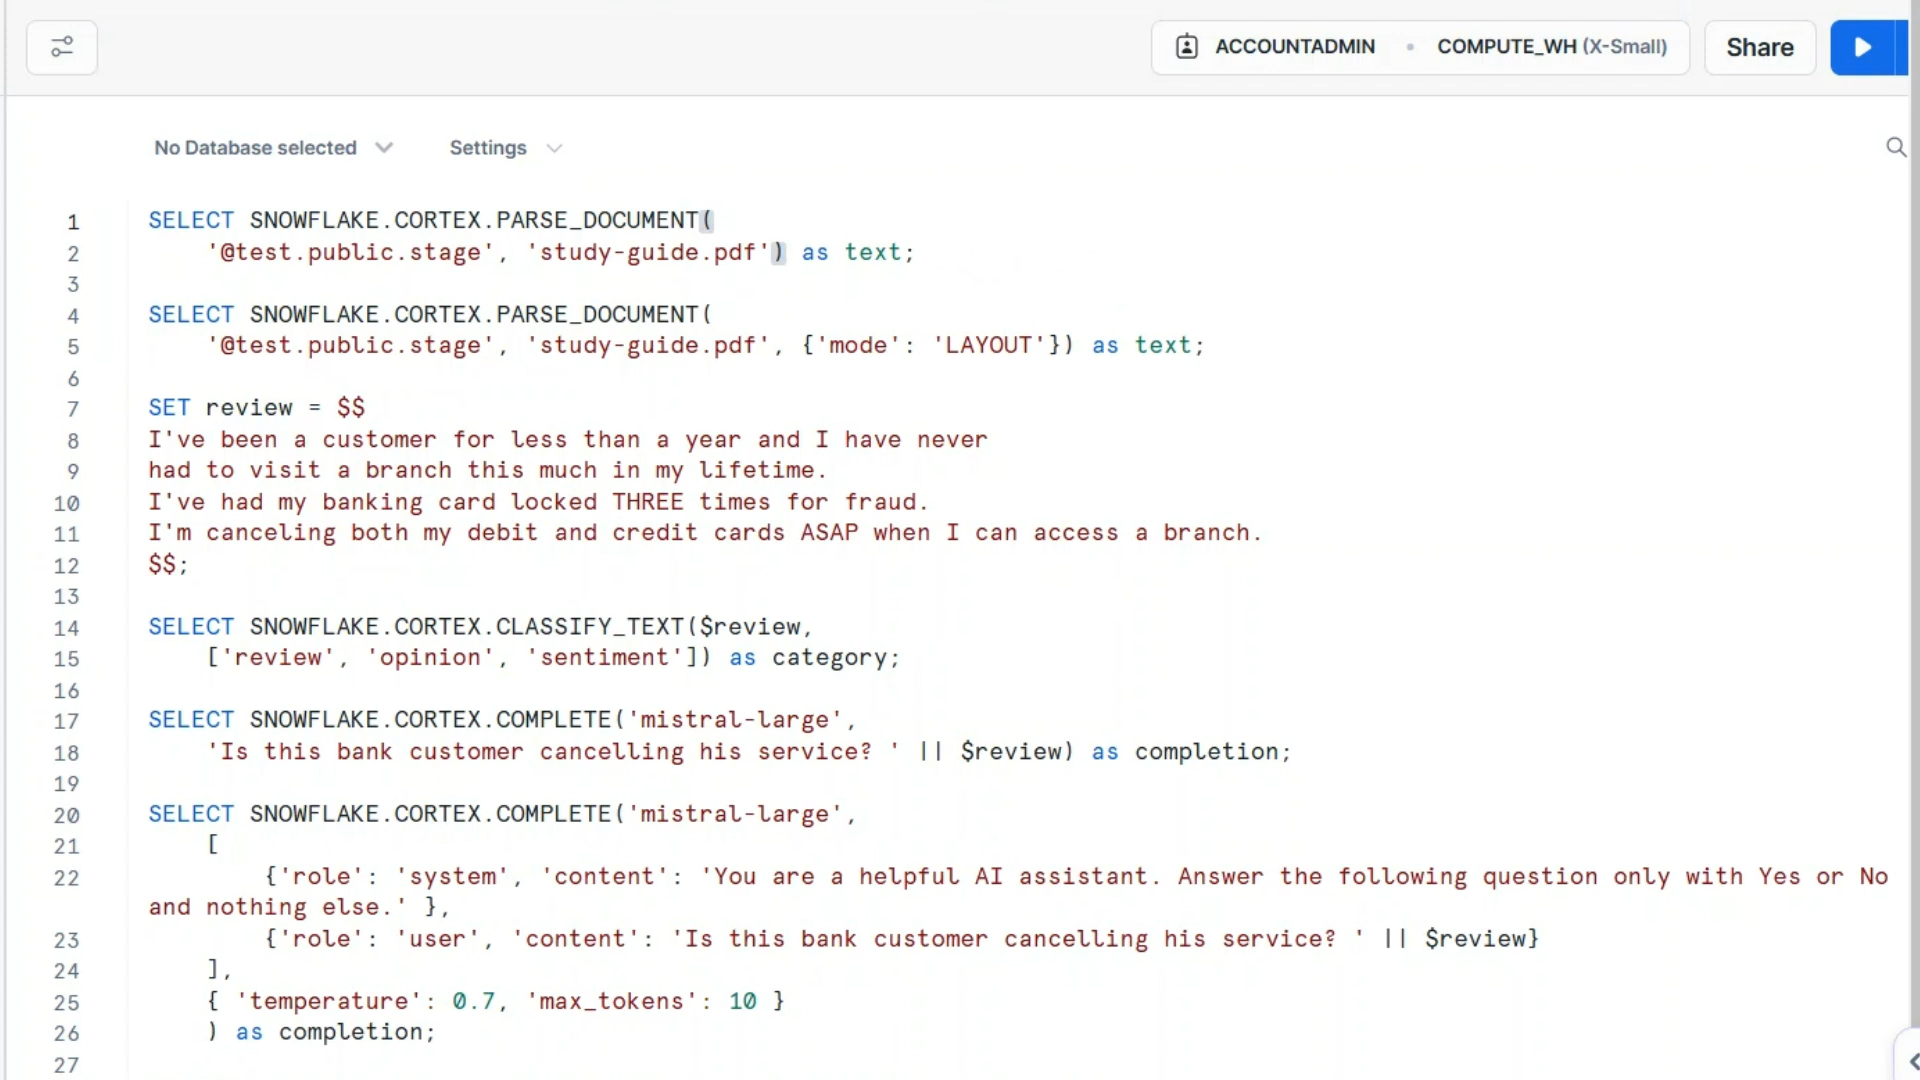 ACCOUNTADMIN • COMPUTE_WH (X-Small) Share
No Database selected Settings
1 SELECT SNOWFLAKE.CORTEX.PARSE_DOCUMENT(
2 '@test.public.stage', 'study-guide.pdf') as text;
3
4 SELECT SNOWFLAKE.CORTEX.PARSE_DOCUMENT(
5 '@test.public.stage', 'study-guide.pdf', {'mode': 'LAYOUT'}) as text;
6
7 SET review = $$
8 I've been a customer for less than a year and I have never
9 had to visit a branch this much in my lifetime.
10 I've had my banking card locked THREE times for fraud.
11 I'm canceling both my debit and credit cards ASAP when I can access a branch.
12 $$;
13
14 SELECT SNOWFLAKE.CORTEX.CLASSIFY_TEXT($review,
15 ['review', 'opinion', 'sentiment']) as category;
16
17 SELECT SNOWFLAKE.CORTEX.COMPLETE('mistral-large',
18 'Is this bank customer cancelling his service? ' || $review) as completion;
19
20 SELECT SNOWFLAKE.CORTEX.COMPLETE('mistral-large',
21 [
22 {'role': 'system', 'content': 'You are a helpful AI assistant. Answer the following question only with Yes or No
and nothing else.' },
23 {'role': 'user', 'content': 'Is this bank customer cancelling his service? ' || $review}
24 ],
25 { 'temperature': 0.7, 'max_tokens': 10 }
26 ) as completion;
27